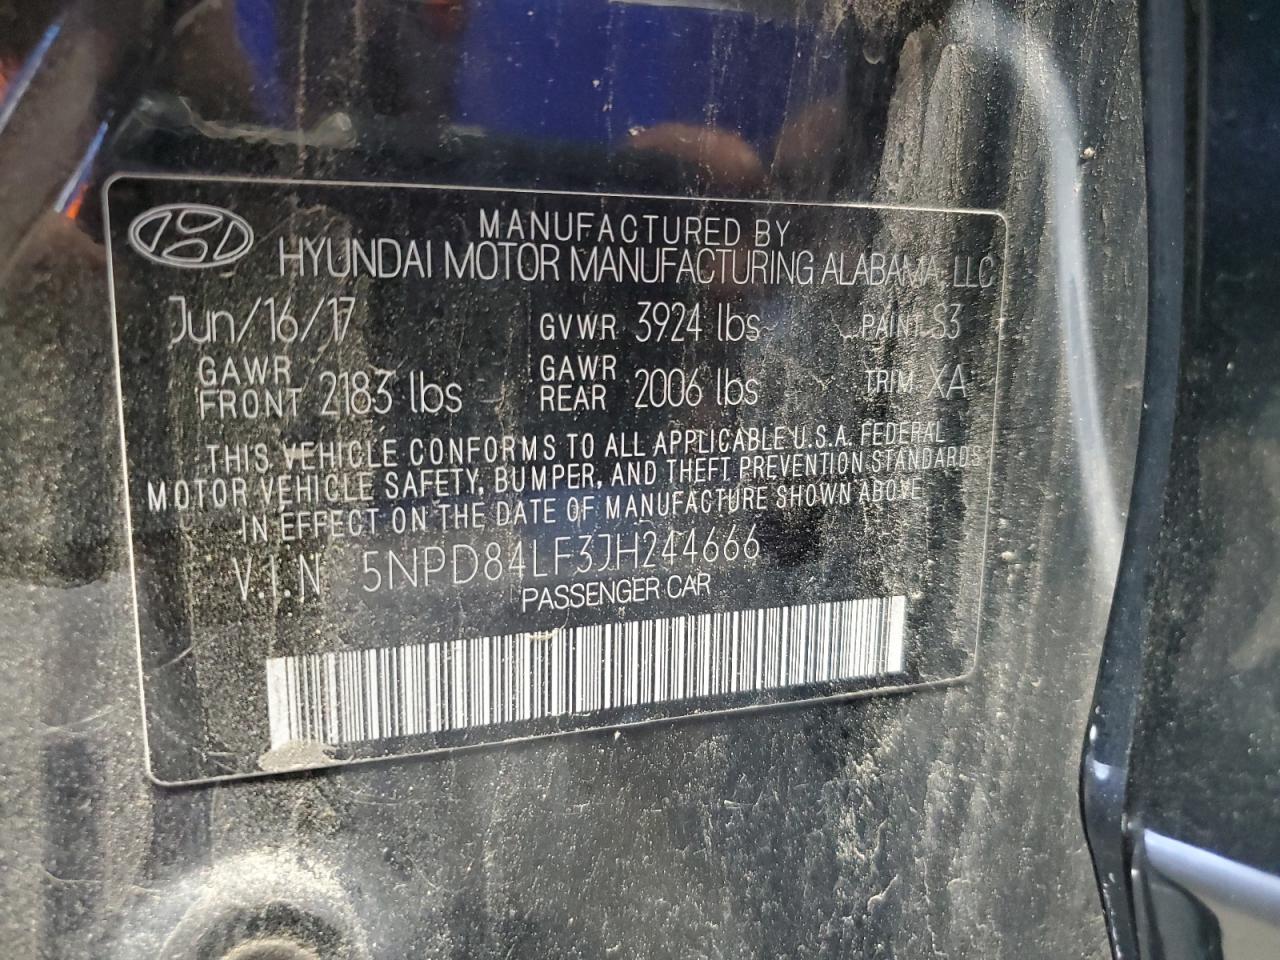 MANUFACTURED BY
HYUNDAI MOTOR MANUFACTURING ALABAMA, LLC
Jun/16/17 GVWR 3924 lbs PAINT S3
GAWR FRONT 2183 lbs GAWR REAR 2006 lbs TRIM XA
THIS VEHICLE CONFORMS TO ALL APPLICABLE U.S.A. FEDERAL
MOTOR VEHICLE SAFETY, BUMPER, AND THEFT PREVENTION STANDARDS
IN EFFECT ON THE DATE OF MANUFACTURE SHOWN ABOVE
V.I.N 5NPD84LF3JH244666
PASSENGER CAR